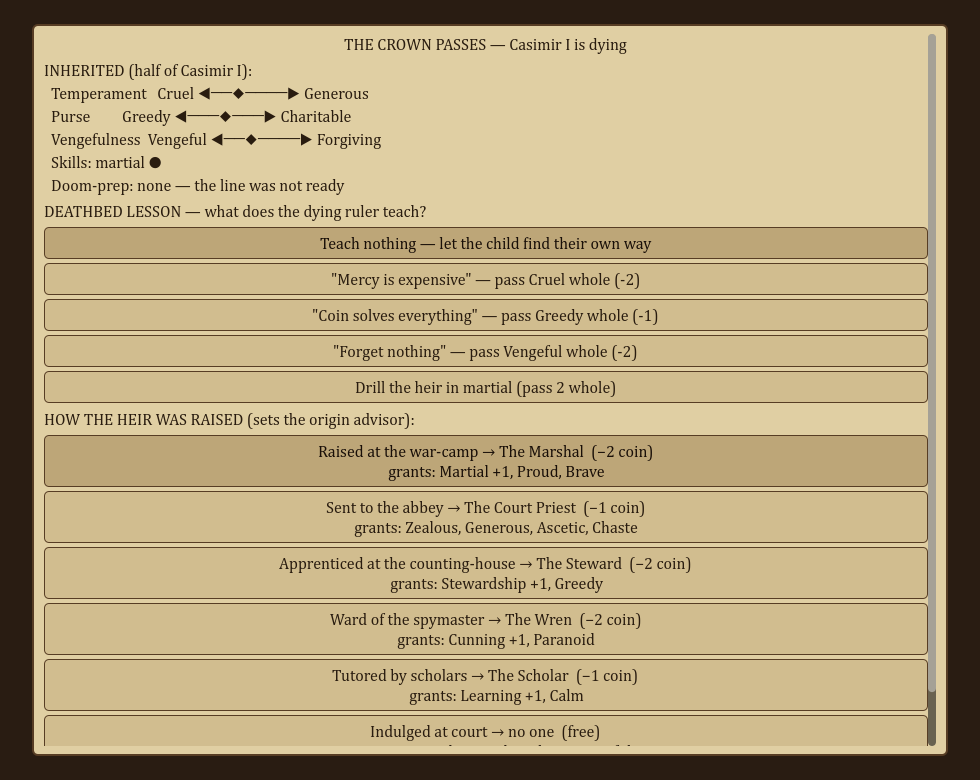 THE CROWN PASSES — Casimir I is dying
INHERITED (half of Casimir I):
Temperament Cruel ◄──◆─────► Generous
Purse Greedy ◄───◆───► Charitable
Vengefulness Vengeful ◄──◆─────► Forgiving
Skills: martial ●
Doom-prep: none — the line was not ready
DEATHBED LESSON — what does the dying ruler teach?
Teach nothing — let the child find their own way
"Mercy is expensive" — pass Cruel whole (-2)
"Coin solves everything" — pass Greedy whole (-1)
"Forget nothing" — pass Vengeful whole (-2)
Drill the heir in martial (pass 2 whole)
HOW THE HEIR WAS RAISED (sets the origin advisor):
Raised at the war-camp → The Marshal (−2 coin)
grants: Martial +1, Proud, Brave
Sent to the abbey → The Court Priest (−1 coin)
grants: Zealous, Generous, Ascetic, Chaste
Apprenticed at the counting-house → The Steward (−2 coin)
grants: Stewardship +1, Greedy
Ward of the spymaster → The Wren (−2 coin)
grants: Cunning +1, Paranoid
Tutored by scholars → The Scholar (−1 coin)
grants: Learning +1, Calm
Indulged at court → no one (free)